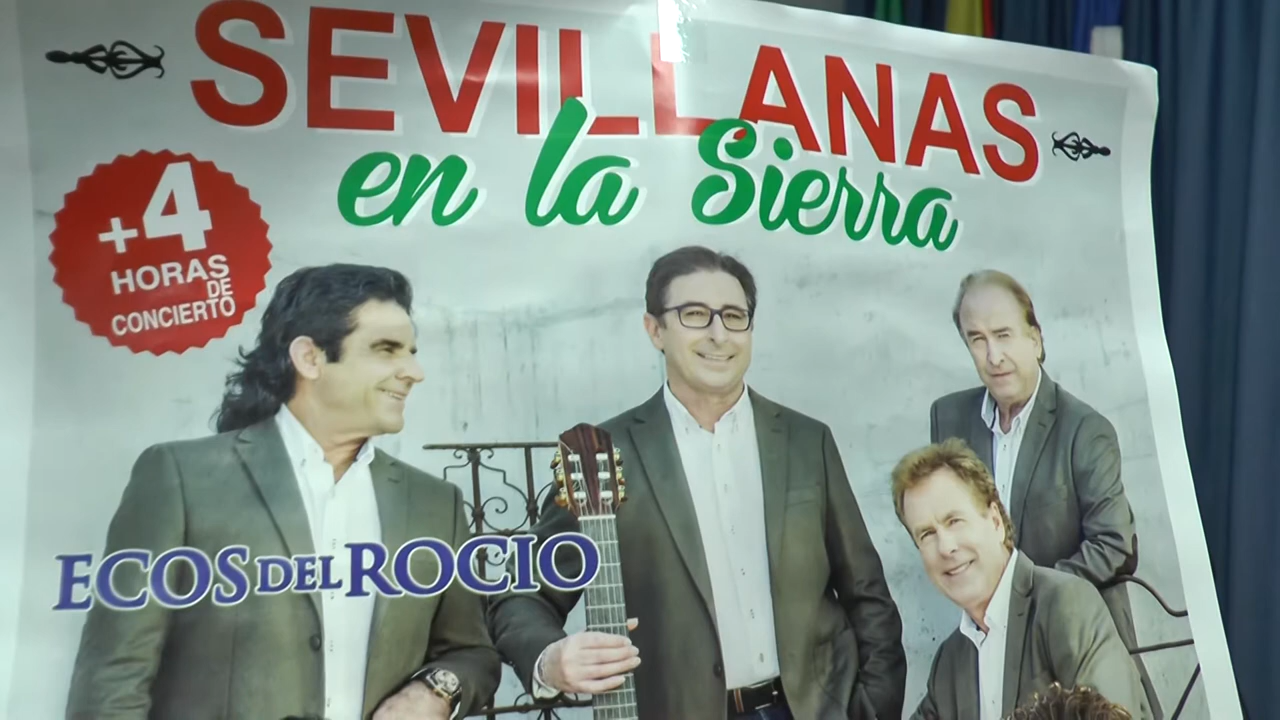 SEVILLANAS
en la Sierra
+4
HORAS
DE
CONCIERTO
ECOS DEL ROCIO